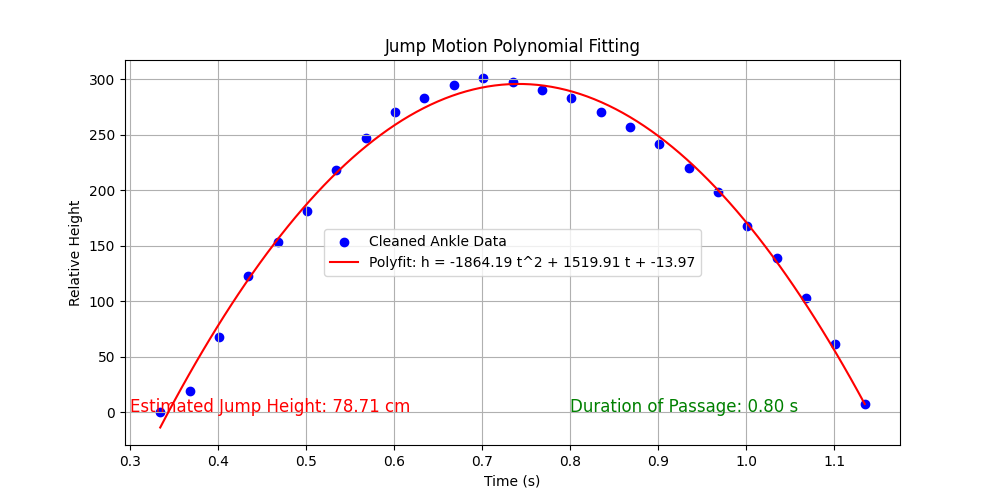 Jump Motion Polynomial Fitting
300
250
200
150
100
50
0
Relative Height
Cleaned Ankle Data
Polyfit: h = -1864.19 t^2 + 1519.91 t + -13.97
Estimated Jump Height: 78.71 cm
Duration of Passage: 0.80 s
0.3 0.4 0.5 0.6 0.7 0.8 0.9 1.0 1.1
Time (s)